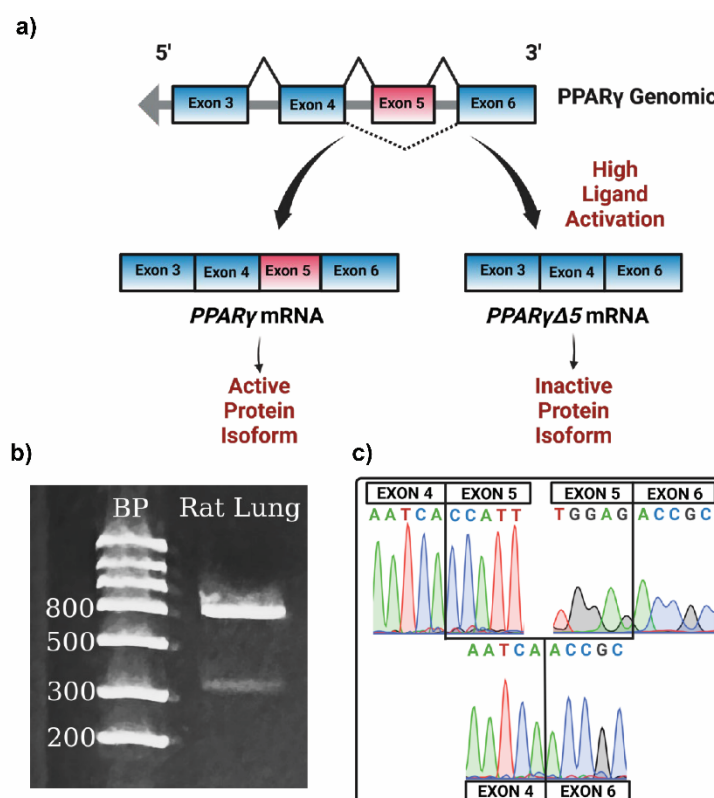 a)
5'
3'
Exon 3
Exon 4
Exon 5
Exon 6
PPARγ Genomic
High
Ligand
Activation
Exon 3
Exon 4
Exon 5
Exon 6
Exon 3
Exon 4
Exon 6
PPARγ mRNA
PPARγΔ5 mRNA
Active
Protein
Isoform
Inactive
Protein
Isoform
b)
BP
Rat Lung
800
500
300
200
c)
EXON 4
EXON 5
AATCACCATT
EXON 5
EXON 6
TGGAGACCGC
AATCAACCGC
EXON 4
EXON 6